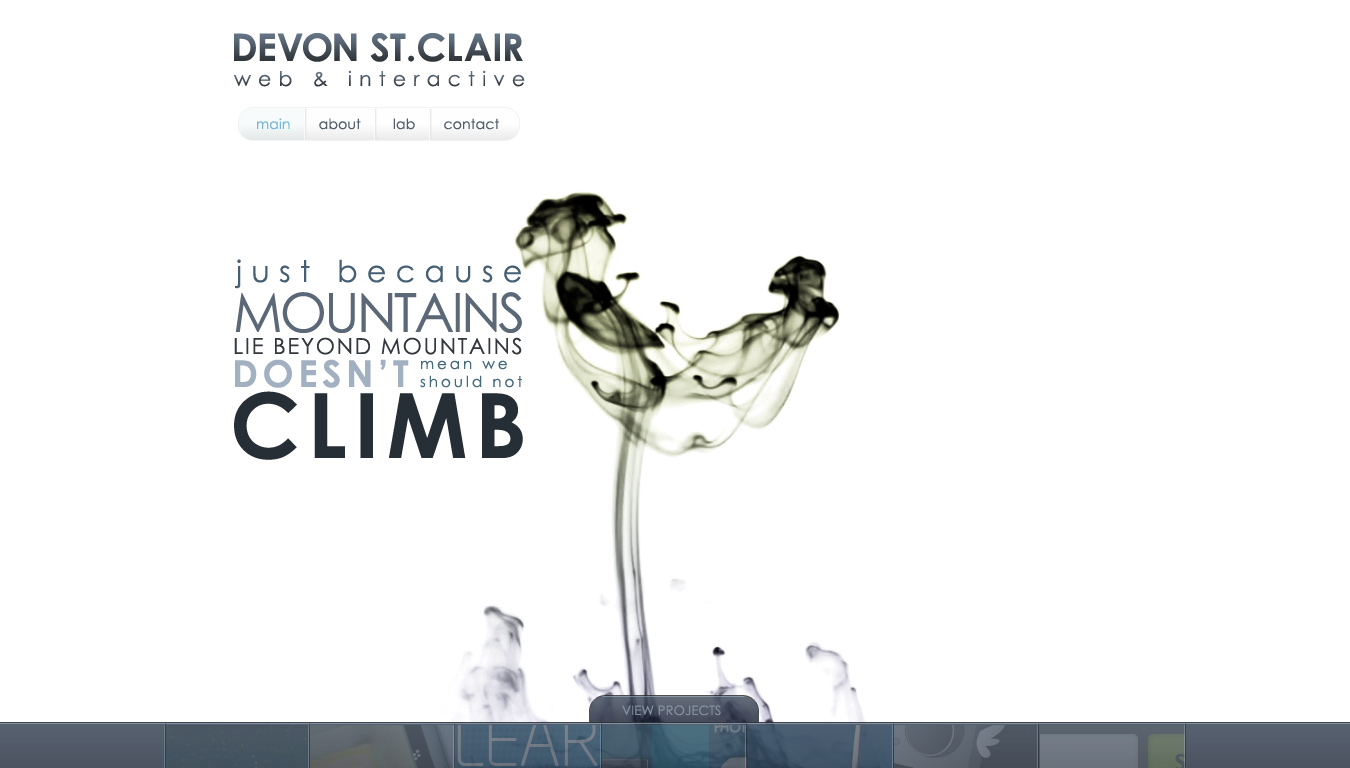 DEVON ST.CLAIR
web & interactive
main about lab contact
just because
MOUNTAINS
LIE BEYOND MOUNTAINS
DOESN'T mean we
should not
CLIMB
VIEW PROJECTS
LEAR